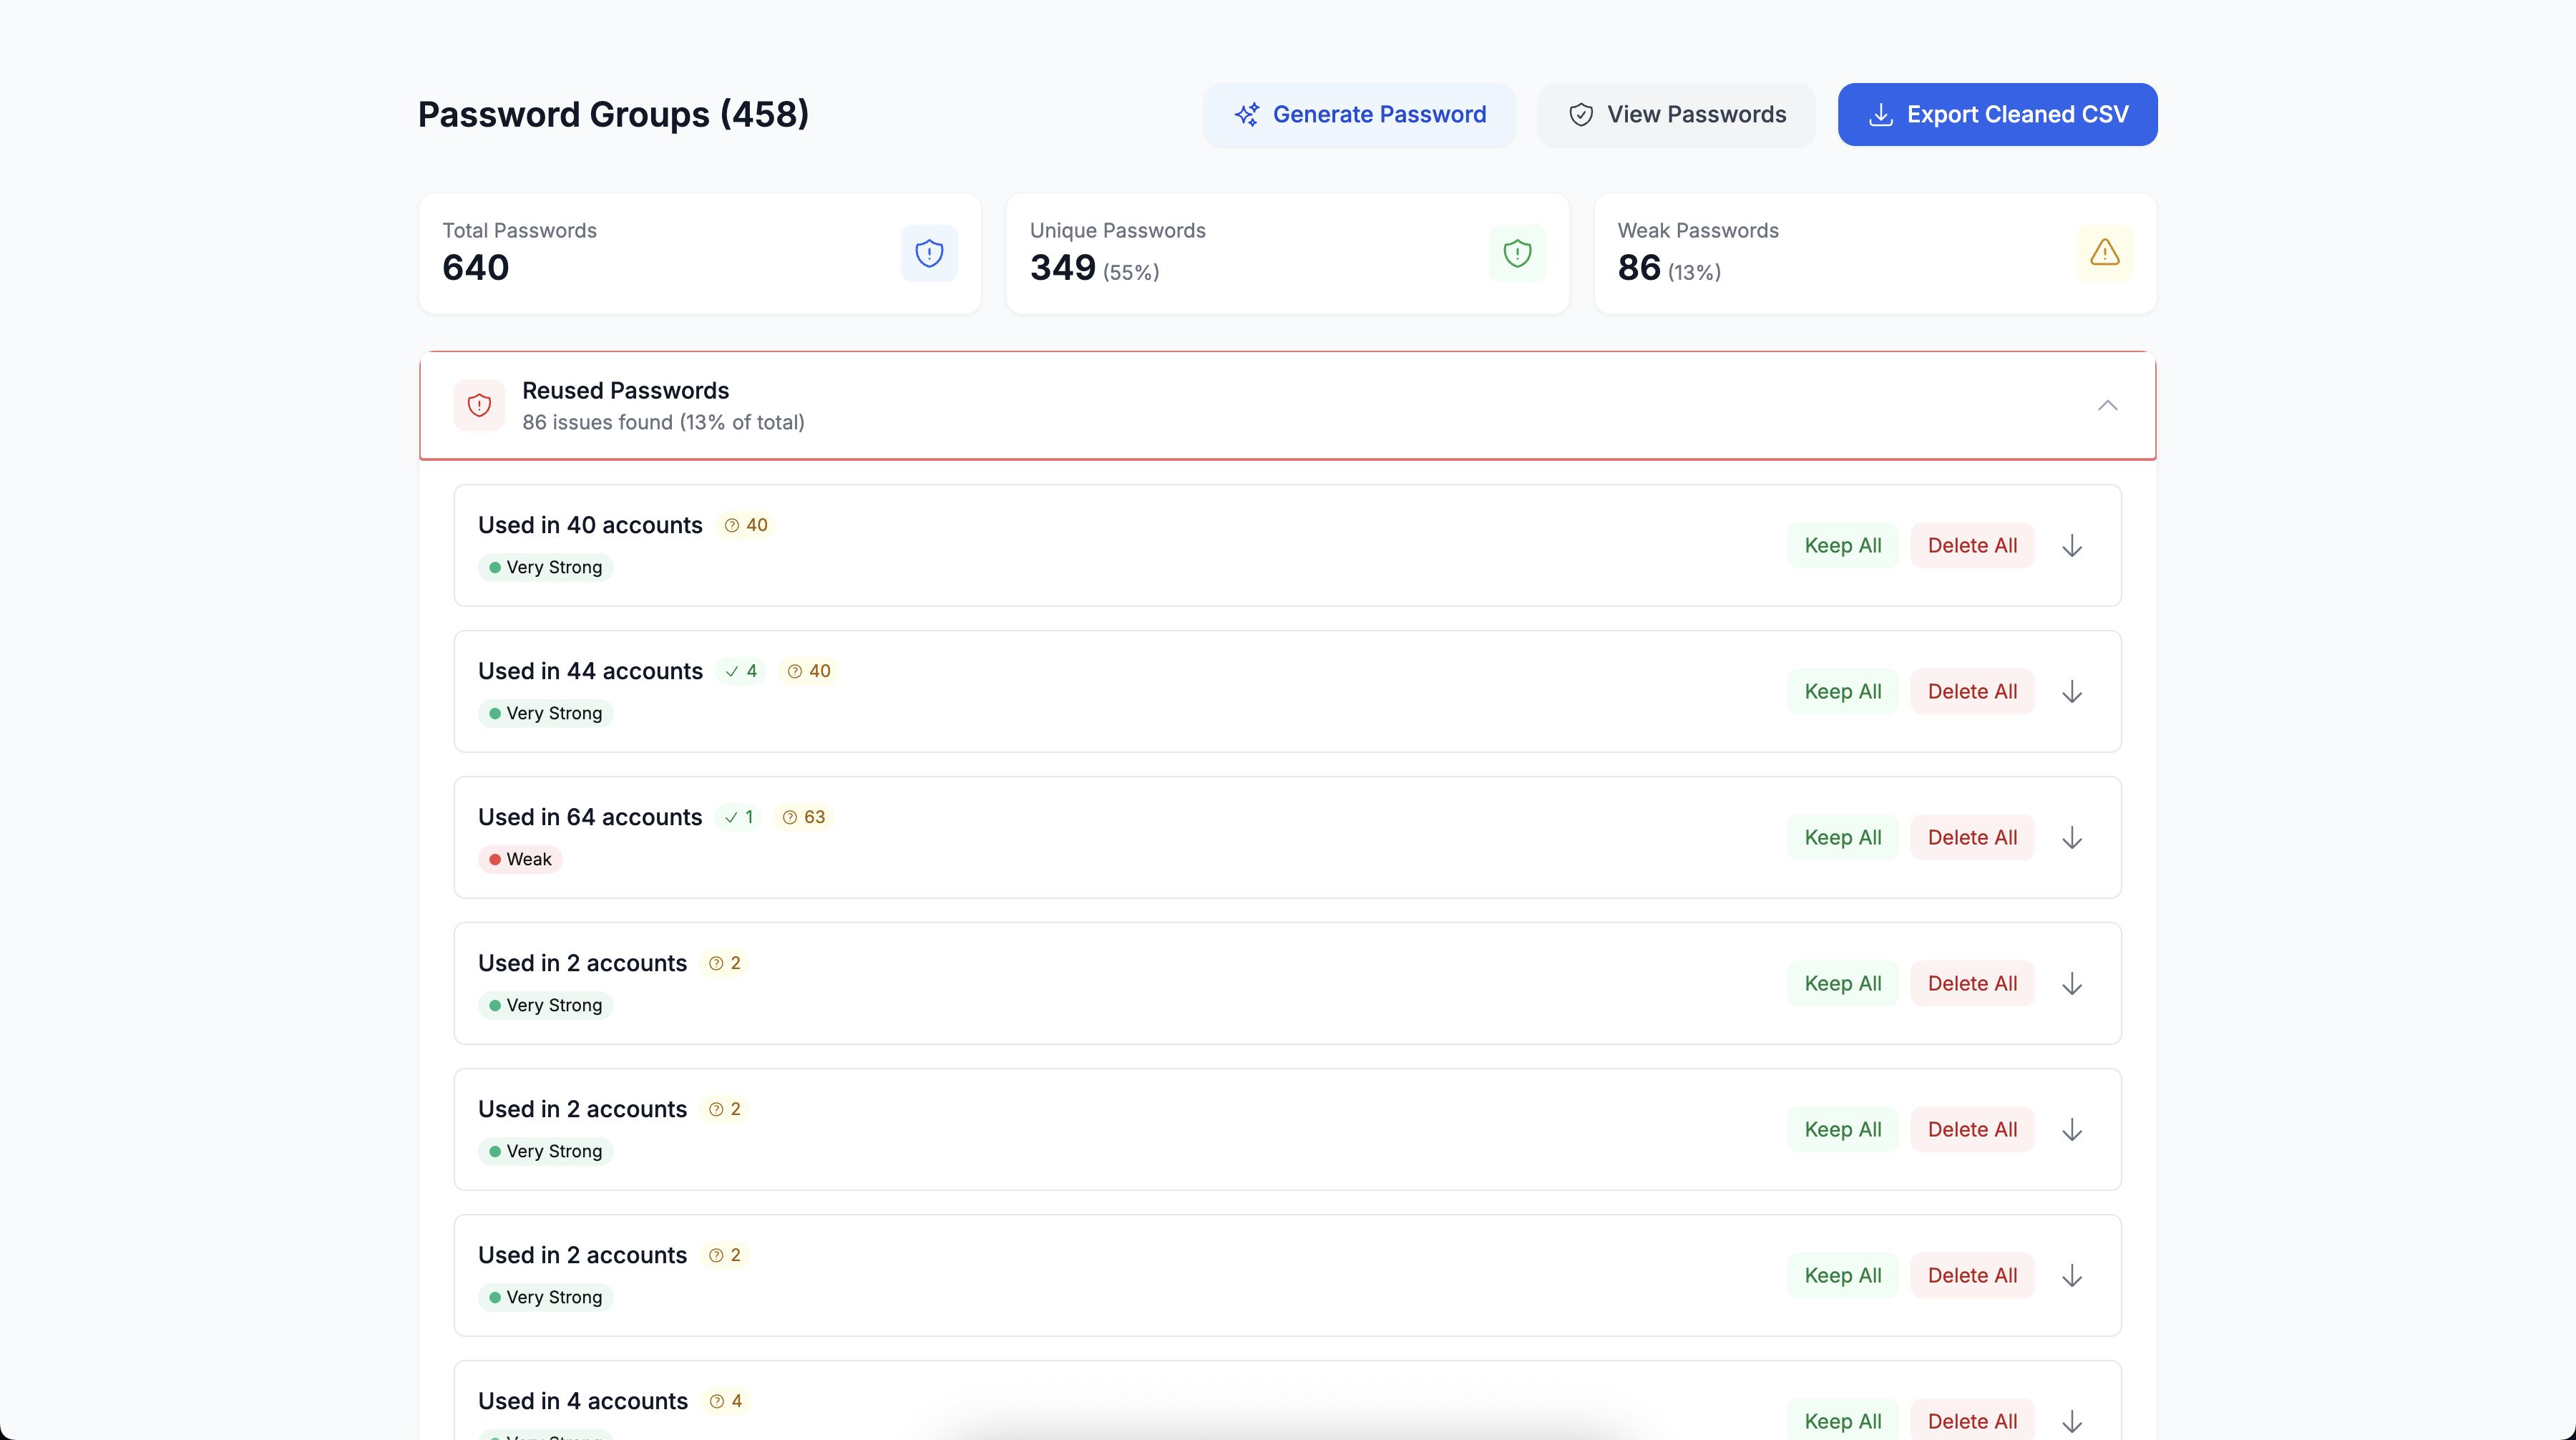 Password Groups (458)
Generate Password
View Passwords
Export Cleaned CSV
Total Passwords
640
Unique Passwords
349 (55%)
Weak Passwords
86 (13%)
Reused Passwords
86 issues found (13% of total)
Used in 40 accounts 40
Very Strong
Keep All
Delete All
Used in 44 accounts 4 40
Very Strong
Keep All
Delete All
Used in 64 accounts 1 63
Weak
Keep All
Delete All
Used in 2 accounts 2
Very Strong
Keep All
Delete All
Used in 2 accounts 2
Very Strong
Keep All
Delete All
Used in 2 accounts 2
Very Strong
Keep All
Delete All
Used in 4 accounts 4
Keep All
Delete All